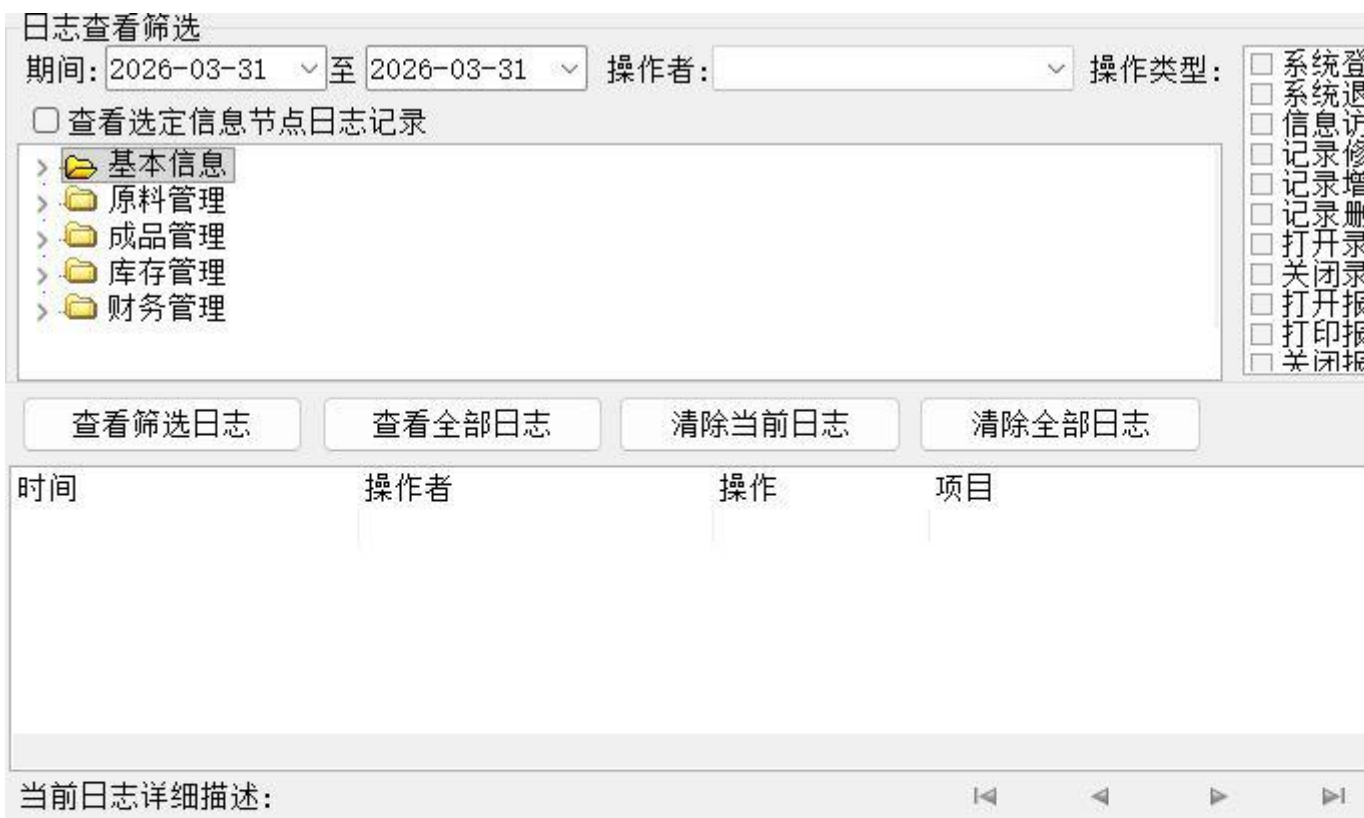 日志查看筛选
期间: 2026-03-31 至 2026-03-31 操作者: 操作类型:
系统登
系统退
信息访
记录修
记录增
记录删
打开录
关闭录
打开报
打印报
关闭报
查看选定信息节点日志记录
基本信息
原料管理
成品管理
库存管理
财务管理
查看筛选日志 查看全部日志 清除当前日志 清除全部日志
时间 操作者 操作 项目
当前日志详细描述: